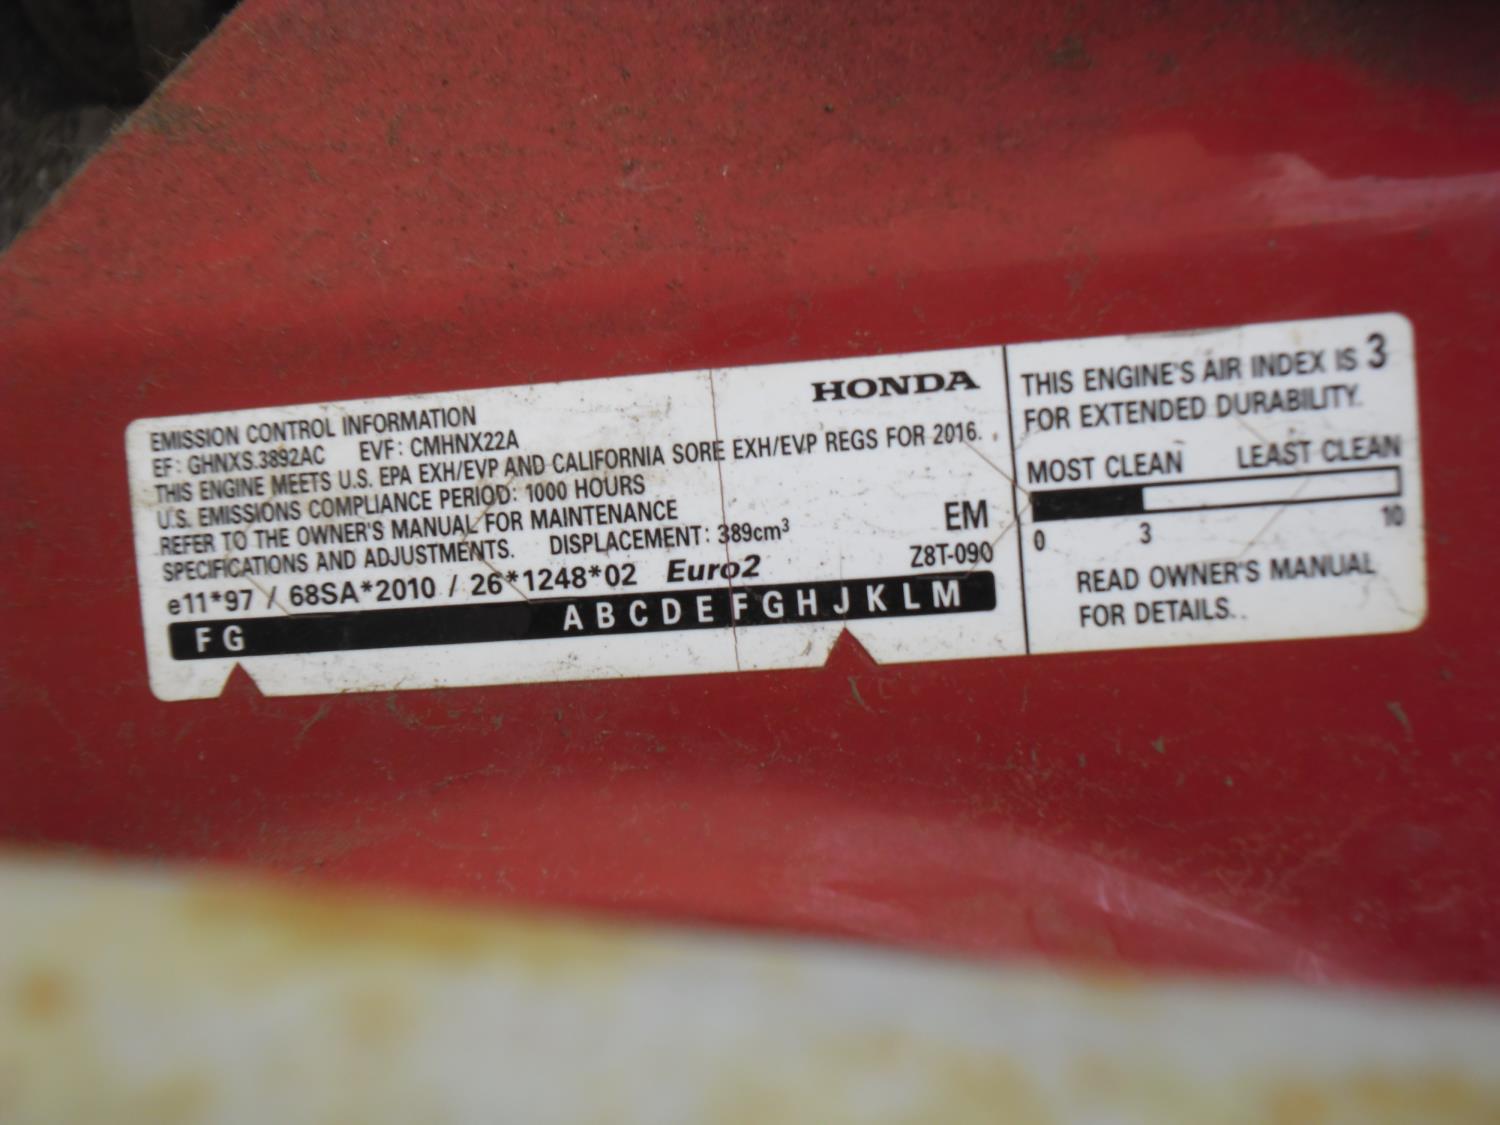 EMISSION CONTROL INFORMATION
HONDA
EF: GHNXS.3892AC EVF: CMHNX22A
THIS ENGINE MEETS U.S. EPA EXH/EVP AND CALIFORNIA SORE EXH/EVP REGS FOR 2016.
U.S. EMISSIONS COMPLIANCE PERIOD: 1000 HOURS
REFER TO THE OWNER'S MANUAL FOR MAINTENANCE
SPECIFICATIONS AND ADJUSTMENTS. DISPLACEMENT: 389cm³
EM
e11*97 / 68SA*2010 / 26*1248*02 Euro2
Z8T-090
F G A B C D E F G H J K L M
THIS ENGINE'S AIR INDEX IS 3
FOR EXTENDED DURABILITY.
MOST CLEAN LEAST CLEAN
0 3 10
READ OWNER'S MANUAL
FOR DETAILS.